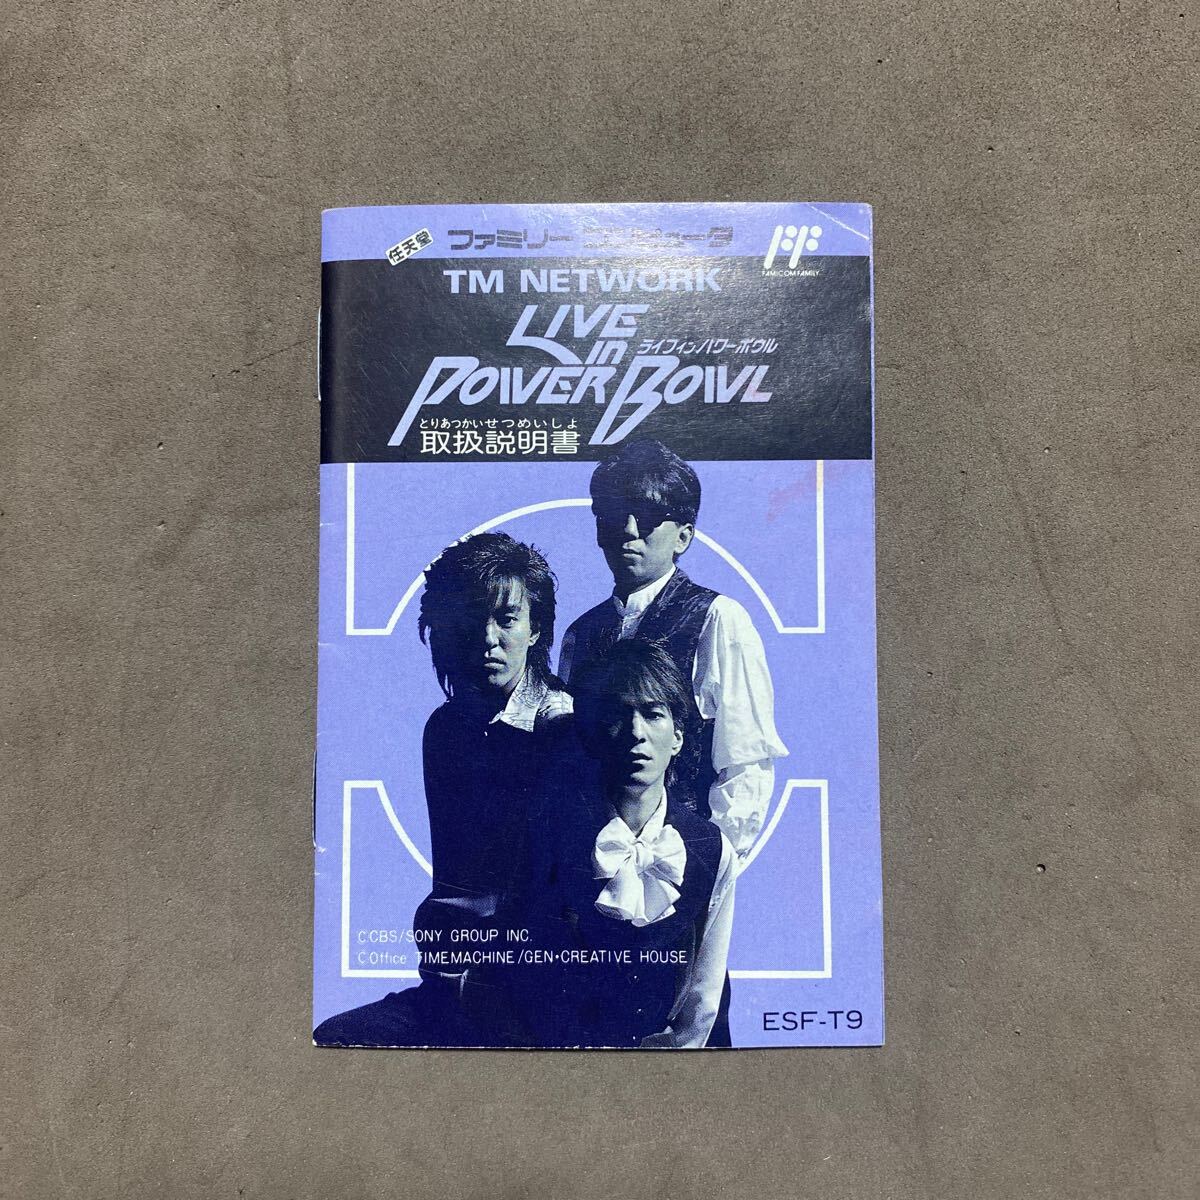 任天堂 ファミリーコンピュータ
FAMICOM FAMILY
TM NETWORK
LIVE
in ライブインパワーボウル
POWER BOWL
とりあつかいせつめいしょ
取扱説明書
©CBS/SONY GROUP INC.
©Office TIMEMACHINE/GEN・CREATIVE HOUSE
ESF-T9